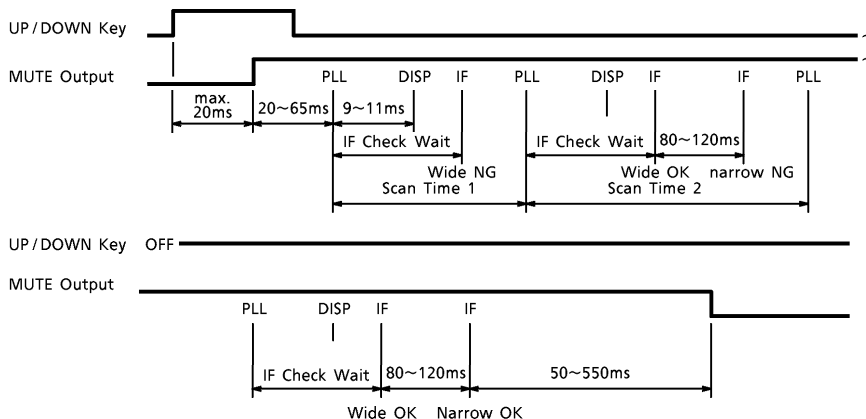 UP/DOWN Key
MUTE Output
PLL DISP IF PLL DISP IF IF PLL
max.
20ms
20~65ms 9~11ms
IF Check Wait IF Check Wait 80~120ms
Wide NG Wide OK narrow NG
Scan Time 1 Scan Time 2
UP/DOWN Key OFF
MUTE Output
PLL DISP IF IF
IF Check Wait 80~120ms 50~550ms
Wide OK Narrow OK